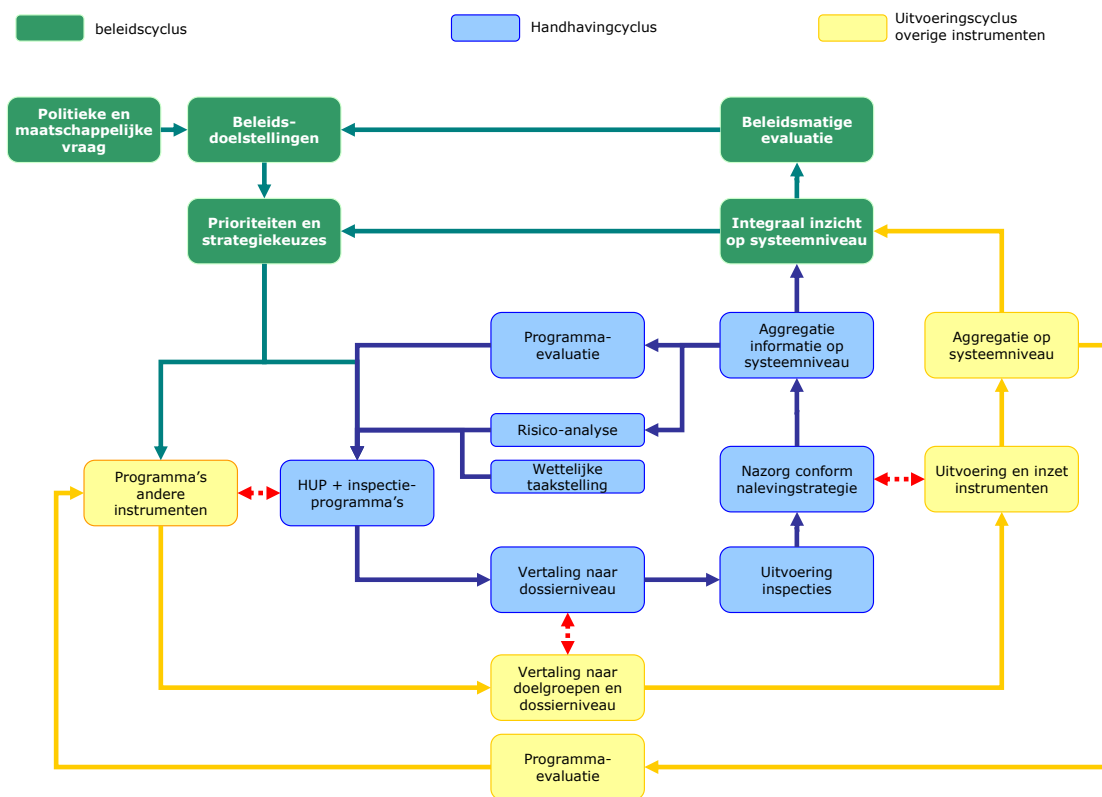 beleidscyclus
Handhavingcyclus
Uitvoeringscyclus
overige instrumenten
Politieke en
maatschappelijke
vraag
Beleids-
doelstellingen
Beleidsmatige
evaluatie
Prioriteiten en
strategiekeuzes
Integraal inzicht
op systeemniveau
Programma-
evaluatie
Aggregatie
informatie op
systeemniveau
Aggregatie op
systeemniveau
Risico-analyse
Wettelijke
taakstelling
Programma's
andere
instrumenten
HUP + inspectie-
programma's
Nazorg conform
nalevingstrategie
Uitvoering en inzet
instrumenten
Vertaling naar
dossierniveau
Uitvoering
inspecties
Vertaling naar
doelgroepen en
dossierniveau
Programma-
evaluatie